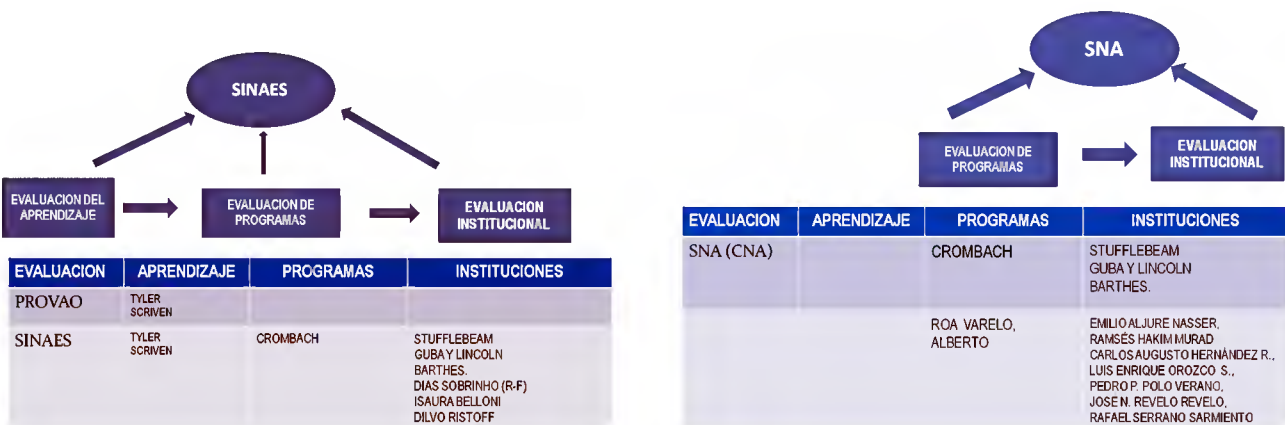 SINAES
EVALUACION DEL
APRENDIZAJE
EVALUACION DE
PROGRAMAS
EVALUACION
INSTITUCIONAL
EVALUACION APRENDIZAJE PROGRAMAS INSTITUCIONES
PROVAO TYLER
SCRIVEN
SINAES TYLER CROMBACH STUFFLEBEAM
SCRIVEN GUBA Y LINCOLN
BARTHES.
DIAS SOBRINHO (R-F)
ISAURA BELLONI
DILVO RISTOFF
SNA
EVALUACION DE
PROGRAMAS
EVALUACION
INSTITUCIONAL
EVALUACION APRENDIZAJE PROGRAMAS INSTITUCIONES
SNA (CNA) CROMBACH STUFFLEBEAM
GUBA Y LINCOLN
BARTHES.
ROA VARELO, EMILIO ALJURE NASSER,
ALBERTO RAMSÉS HAKIM MURAD
CARLOS AUGUSTO HERNÁNDEZ R.,
LUIS ENRIQUE OROZCO S.,
PEDRO P. POLO VERANO,
JOSE N. REVELO REVELO,
RAFAEL SERRANO SARMIENTO